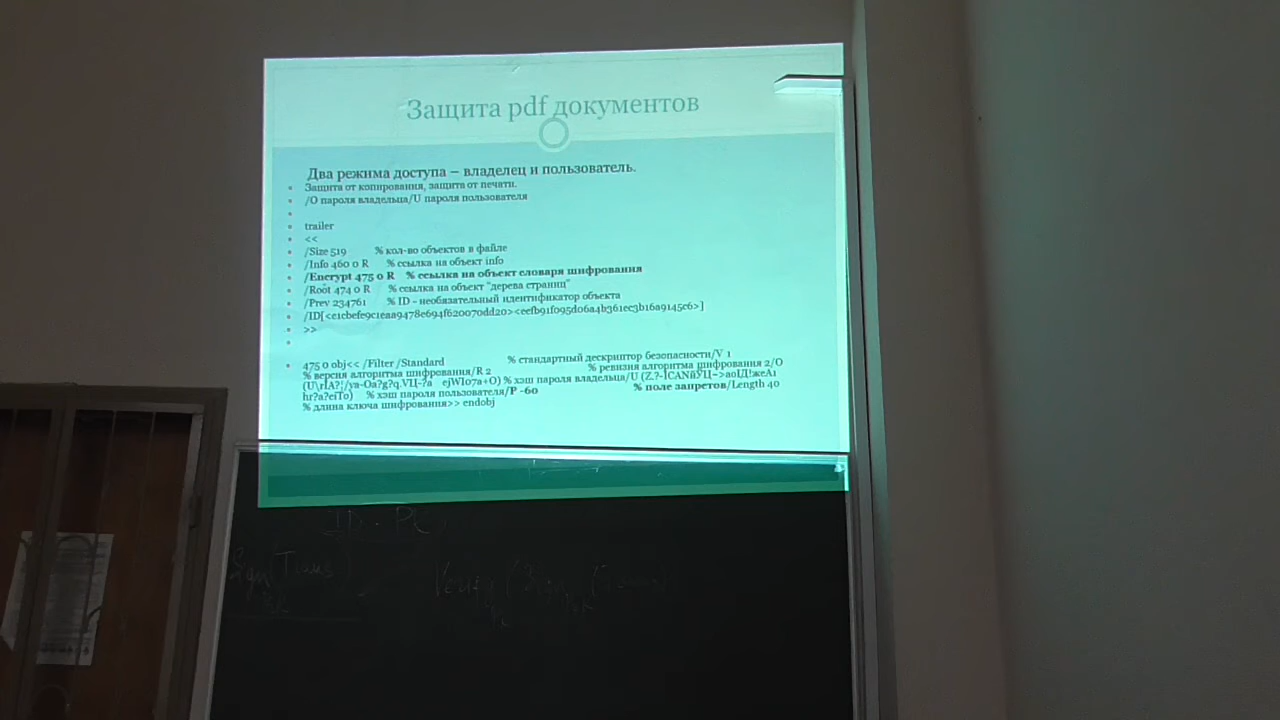 Защита pdf документов
Два режима доступа – владелец и пользователь.
Защита от копирования, защита от печати.
/O пароля владельца/U пароля пользователя
trailer
<<
/Size 519 % кол-во объектов в файле
/Info 460 0 R % ссылка на объект info
/Encrypt 475 0 R % ссылка на объект словаря шифрования
/Root 474 0 R % ссылка на объект "дерева страниц"
/Prev 234761 % ID - необязательный идентификатор объекта
/ID[<e1cbefe9c1eaa9478e694f620070dd20><eefb91f095d06a4b361ec3b16a9145c6>]
>>
475 0 obj<< /Filter /Standard % стандартный дескриптор безопасности/V 1
% версия алгоритма шифрования/R 2 % ревизия алгоритма шифрования 2/O
% хэш пароля владельца/U
% хэш пароля пользователя/P -60 % поле запретов/Length 40
% длина ключа шифрования>> endobj